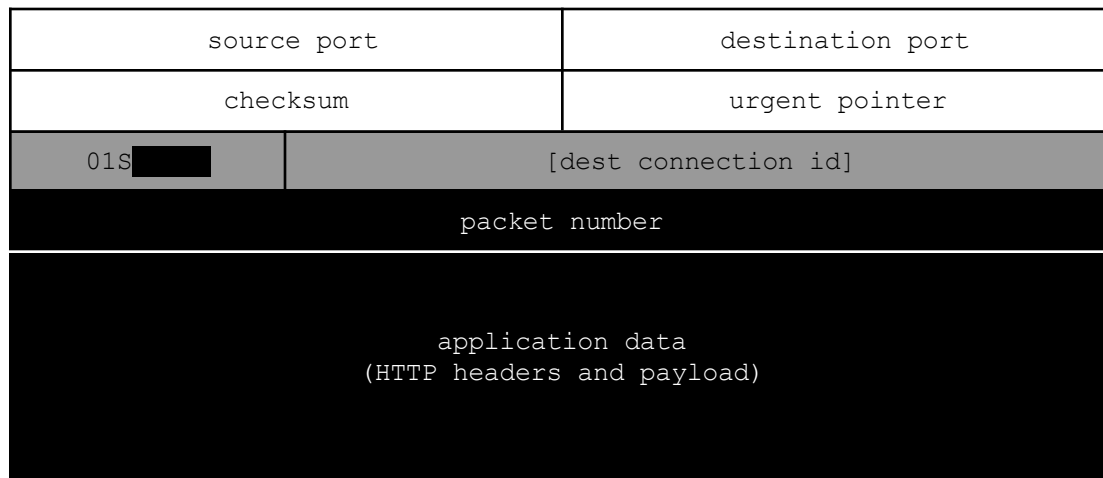 source port destination port
checksum urgent pointer
01S [dest connection id]
packet number
application data
(HTTP headers and payload)